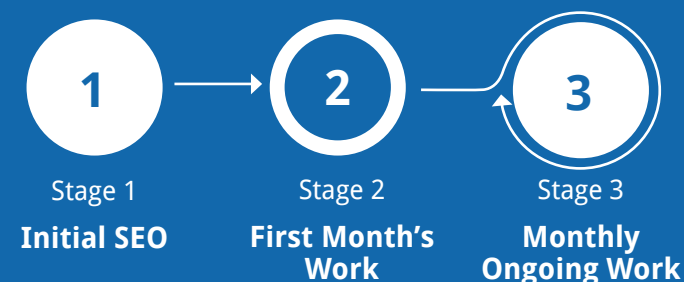 1
2
3
Stage 1
Stage 2
Stage 3
Initial SEO
First Month’s
Work
Monthly
Ongoing Work